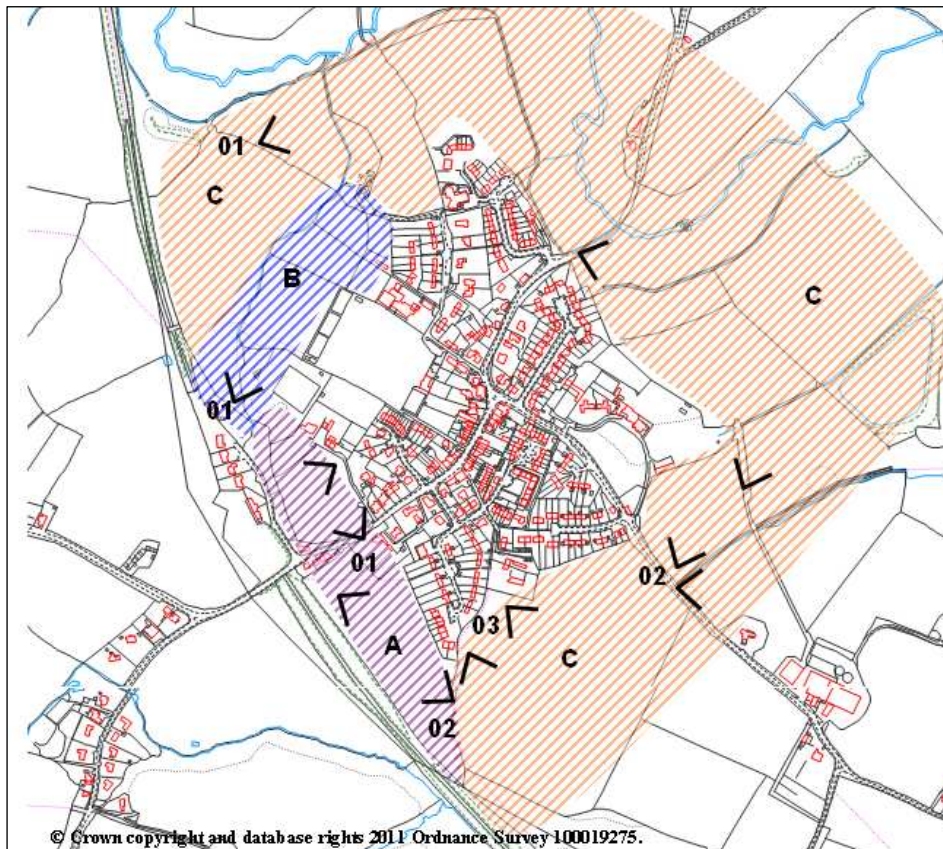 01
C
B
C
01
01
02
03
A
C
02
© Crown copyright and database rights 2011 Ordnance Survey 100019275.